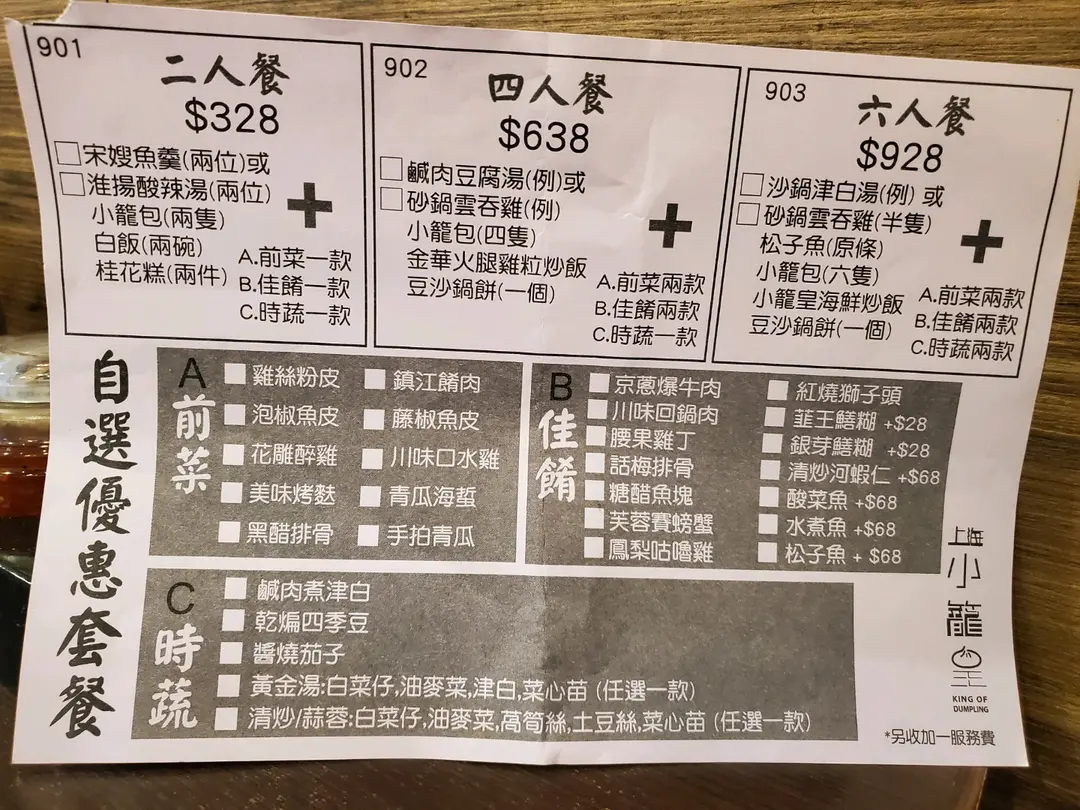 901
二人餐
$328
宋嫂魚羹(兩位)或
淮揚酸辣湯(兩位)
小籠包(兩隻)
白飯(兩碗)
桂花糕(兩件)
+
A.前菜一款
B.佳餚一款
C.時蔬一款
902
四人餐
$638
鹹肉豆腐湯(例)或
砂鍋雲吞雞(例)
小籠包(四隻)
金華火腿雞粒炒飯
豆沙鍋餅(一個)
+
A.前菜兩款
B.佳餚兩款
C.時蔬一款
903
六人餐
$928
沙鍋津白湯(例) 或
砂鍋雲吞雞(半隻)
松子魚(原條)
小籠包(六隻)
小籠皇海鮮炒飯
豆沙鍋餅(一個)
+
A.前菜兩款
B.佳餚兩款
C.時蔬兩款
自選優惠套餐
A 前菜
雞絲粉皮
泡椒魚皮
花雕醉雞
美味烤麩
黑醋排骨
鎮江餚肉
藤椒魚皮
川味口水雞
青瓜海蜇
手拍青瓜
B 佳餚
京蔥爆牛肉
川味回鍋肉
腰果雞丁
話梅排骨
糖醋魚塊
芙蓉賽螃蟹
鳳梨咕嚕雞
紅燒獅子頭
韮王鱔糊 +$28
銀芽鱔糊 +$28
清炒河蝦仁 +$68
酸菜魚 +$68
水煮魚 +$68
松子魚 + $68
C 時蔬
鹹肉煮津白
乾煸四季豆
醬燒茄子
黃金湯:白菜仔,油麥菜,津白,菜心苗 (任選一款)
清炒/蒜蓉:白菜仔,油麥菜,萵筍絲,土豆絲,菜心苗 (任選一款)
上海
小
籠
皇
KING OF
DUMPLING
*另收加一服務費